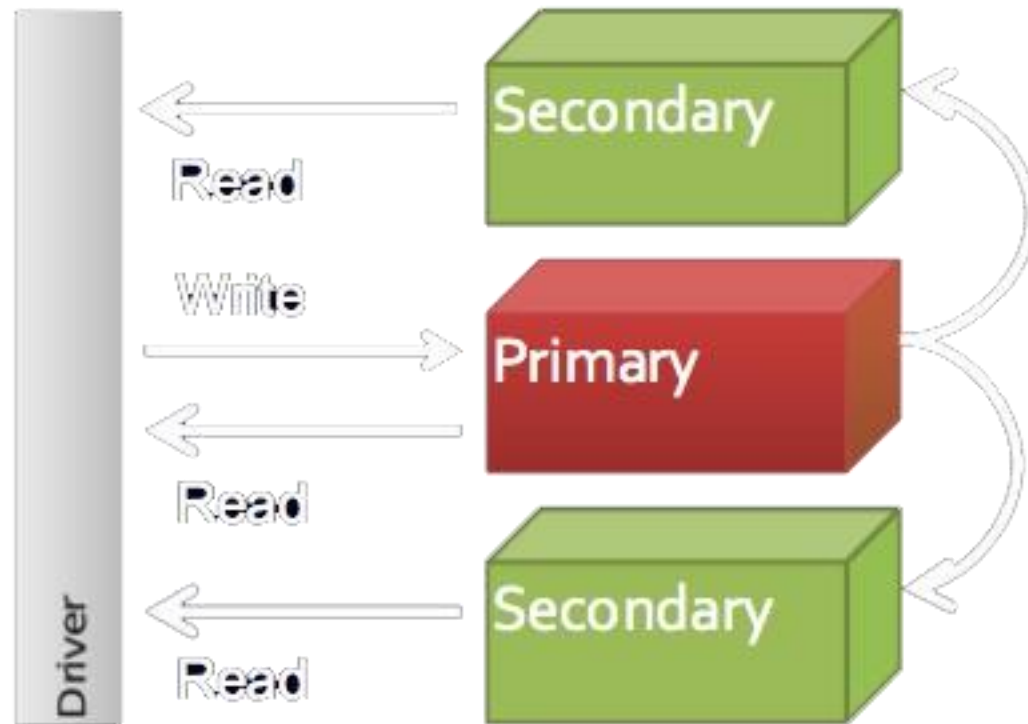 Secondary
Read
Write
Primary
Read
Secondary
Read
Driver